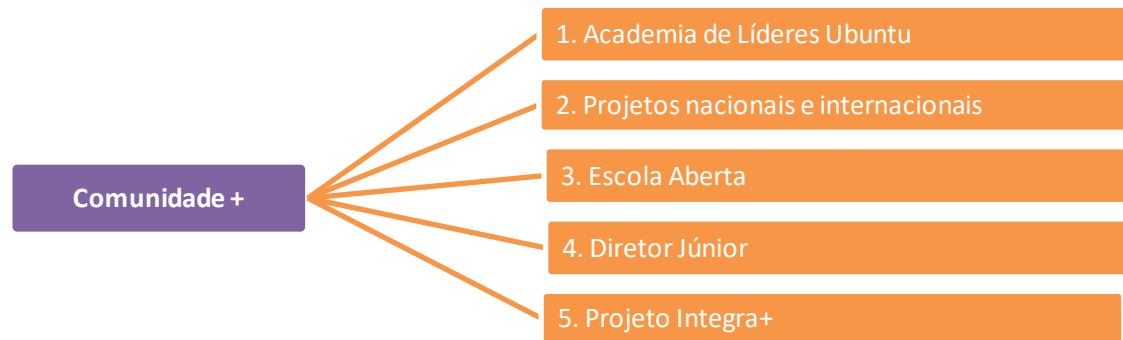 1. Academia de Líderes Ubuntu
2. Projetos nacionais e internacionais
Comunidade +
3. Escola Aberta
4. Diretor Júnior
5. Projeto Integra+